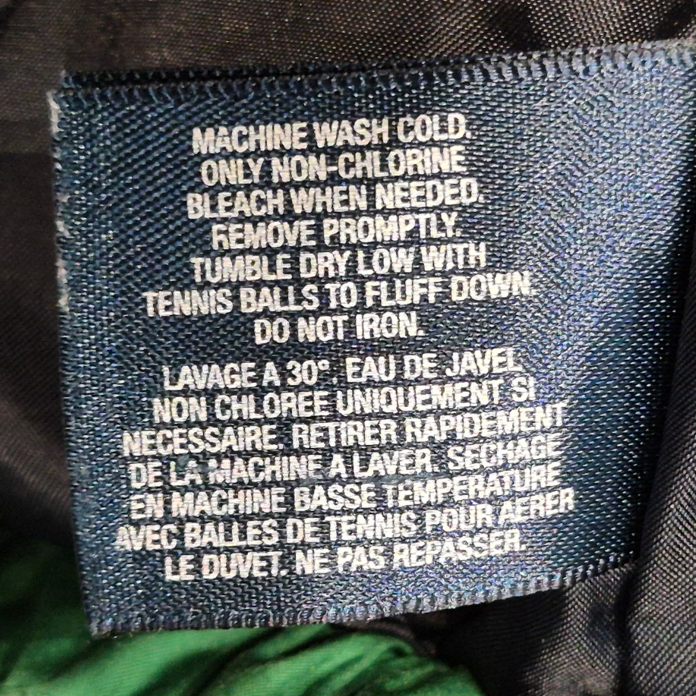 MACHINE WASH COLD.
ONLY NON-CHLORINE
BLEACH WHEN NEEDED.
REMOVE PROMPTLY.
TUMBLE DRY LOW WITH
TENNIS BALLS TO FLUFF DOWN.
DO NOT IRON.
LAVAGE A 30°. EAU DE JAVEL
NON CHLOREE UNIQUEMENT SI
NECESSAIRE. RETIRER RAPIDEMENT
DE LA MACHINE A LAVER. SECHAGE
EN MACHINE BASSE TEMPERATURE
AVEC BALLES DE TENNIS POUR AERER
LE DUVET. NE PAS REPASSER.